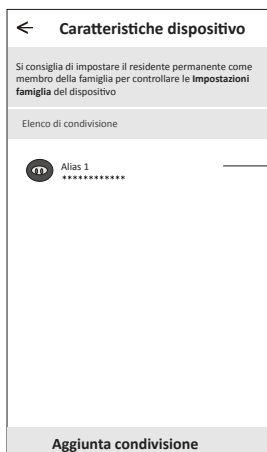 Caratteristiche dispositivo
Si consiglia di impostare il residente permanente come
membro della famiglia per controllare le Impostazioni
famiglia del dispositivo
Elenco di condivisione
Alias 1
************
Aggiunta condivisione